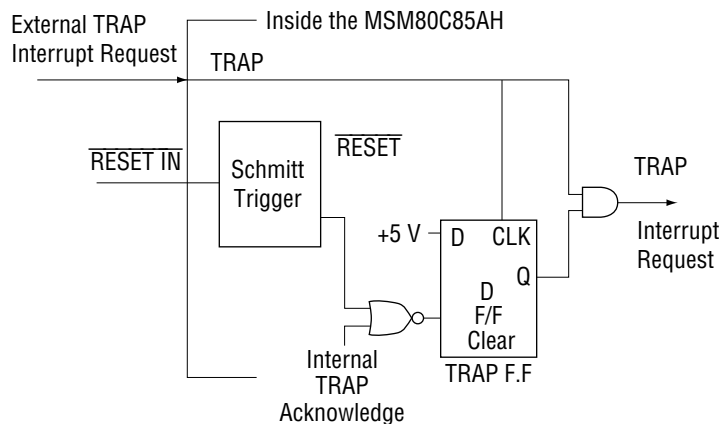 External TRAP
Interrupt Request
Inside the MSM80C85AH
TRAP
RESET IN
Schmitt
Trigger
RESET
TRAP
Interrupt
Request
+5 V
D
CLK
Q
D
F/F
Clear
TRAP F.F
Internal
TRAP
Acknowledge